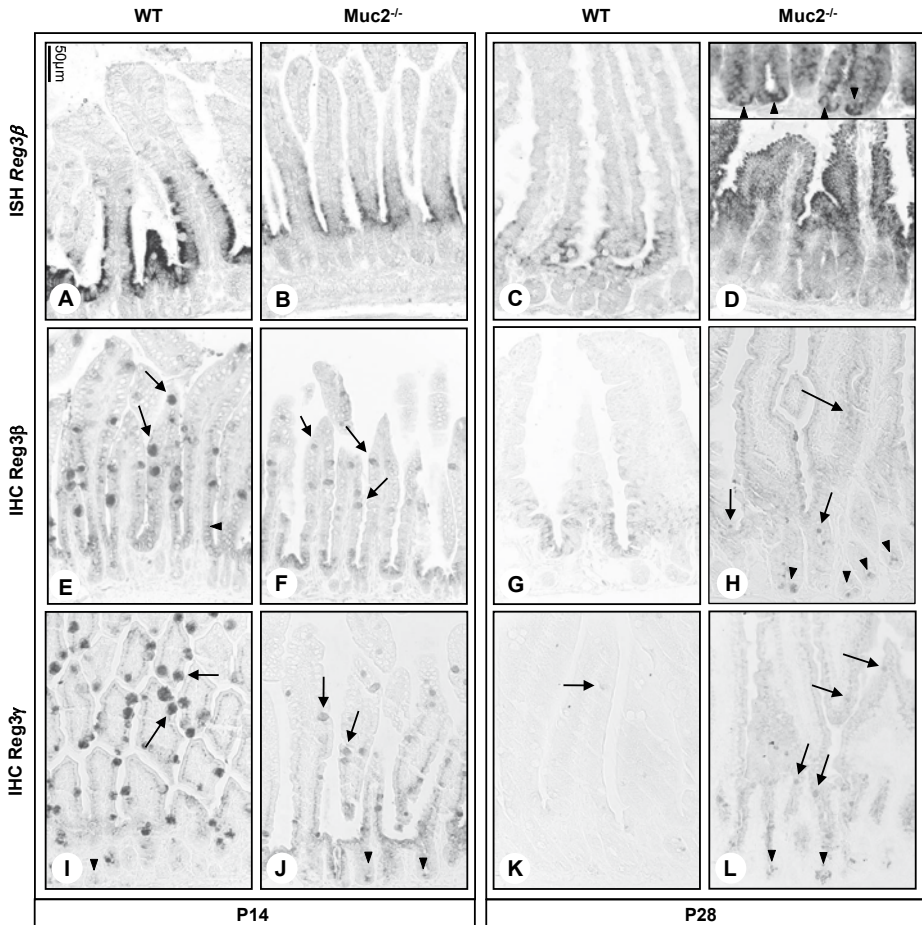 WT Muc2-/- WT Muc2-/-
50µm
ISH Reg3β
A B C D
IHC Reg3β
E F G H
IHC Reg3γ
I J K L
P14 P28